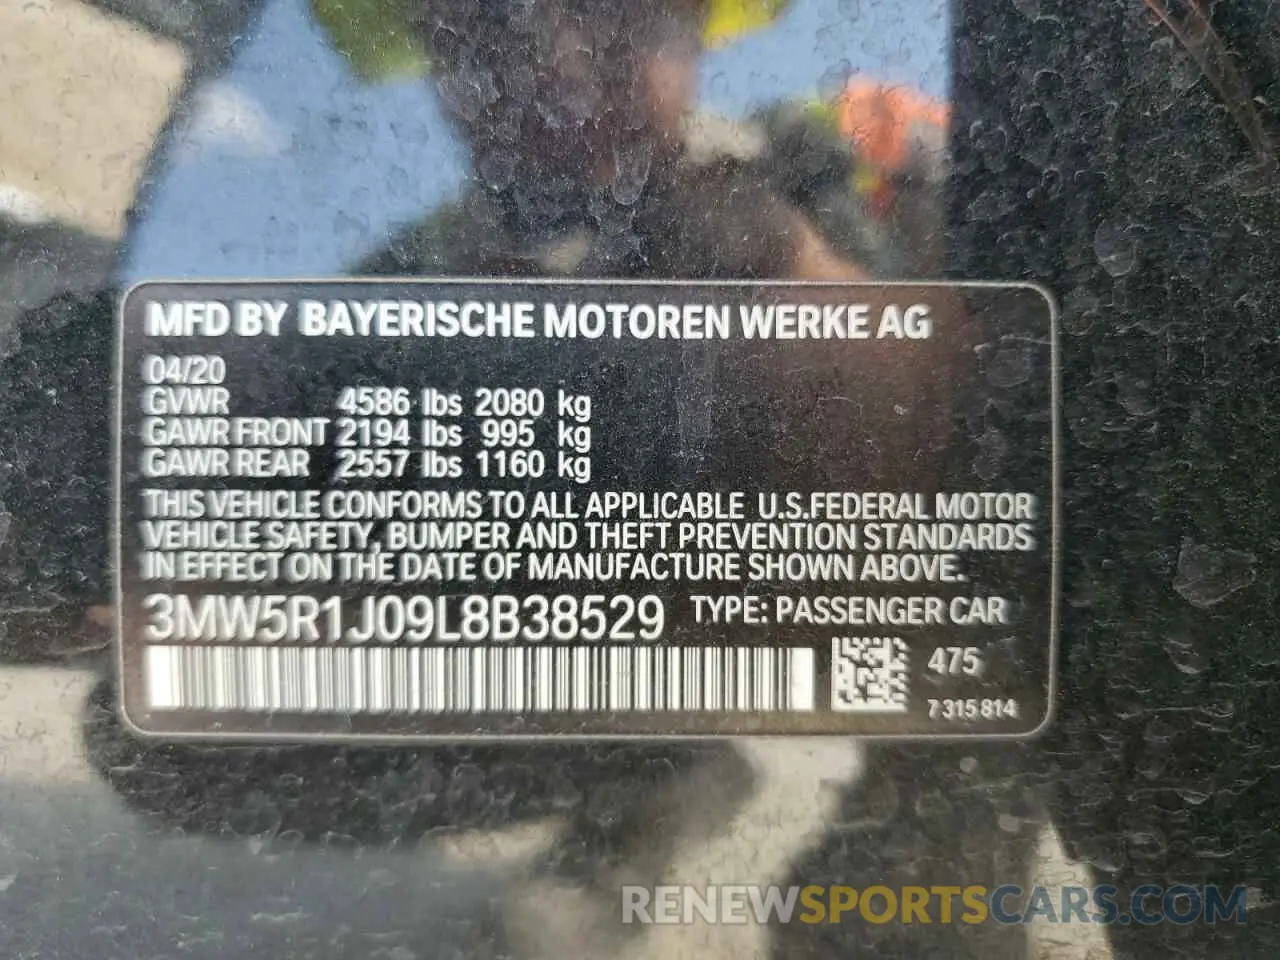 MFD BY BAYERISCHE MOTOREN WERKE AG
04/20
GVWR 4586 lbs 2080 kg
GAWR FRONT 2194 lbs 995 kg
GAWR REAR 2557 lbs 1160 kg
THIS VEHICLE CONFORMS TO ALL APPLICABLE U.S.FEDERAL MOTOR
VEHICLE SAFETY, BUMPER AND THEFT PREVENTION STANDARDS
IN EFFECT ON THE DATE OF MANUFACTURE SHOWN ABOVE.
3MW5R1J09L8B38529 TYPE: PASSENGER CAR
475
7 315 814
RENEWSPORTSCARS.COM